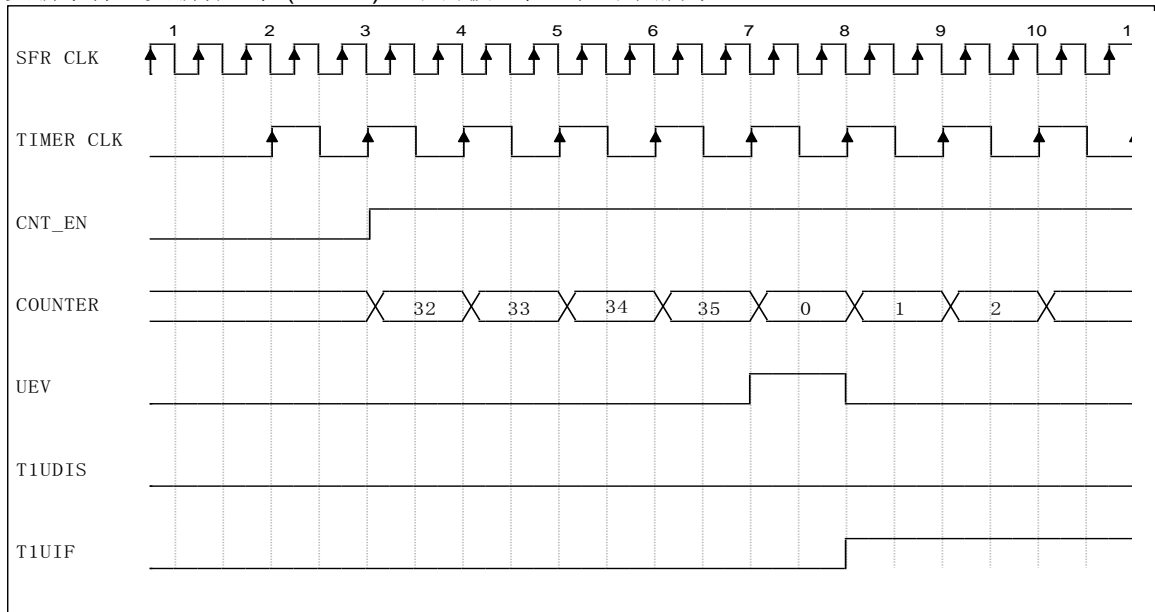 1 2 3 4 5 6 7 8 9 10 1
SFR CLK
TIMER CLK
CNT_EN
COUNTER 32 33 34 35 0 1 2
UEV
T1UDIS
T1UIF